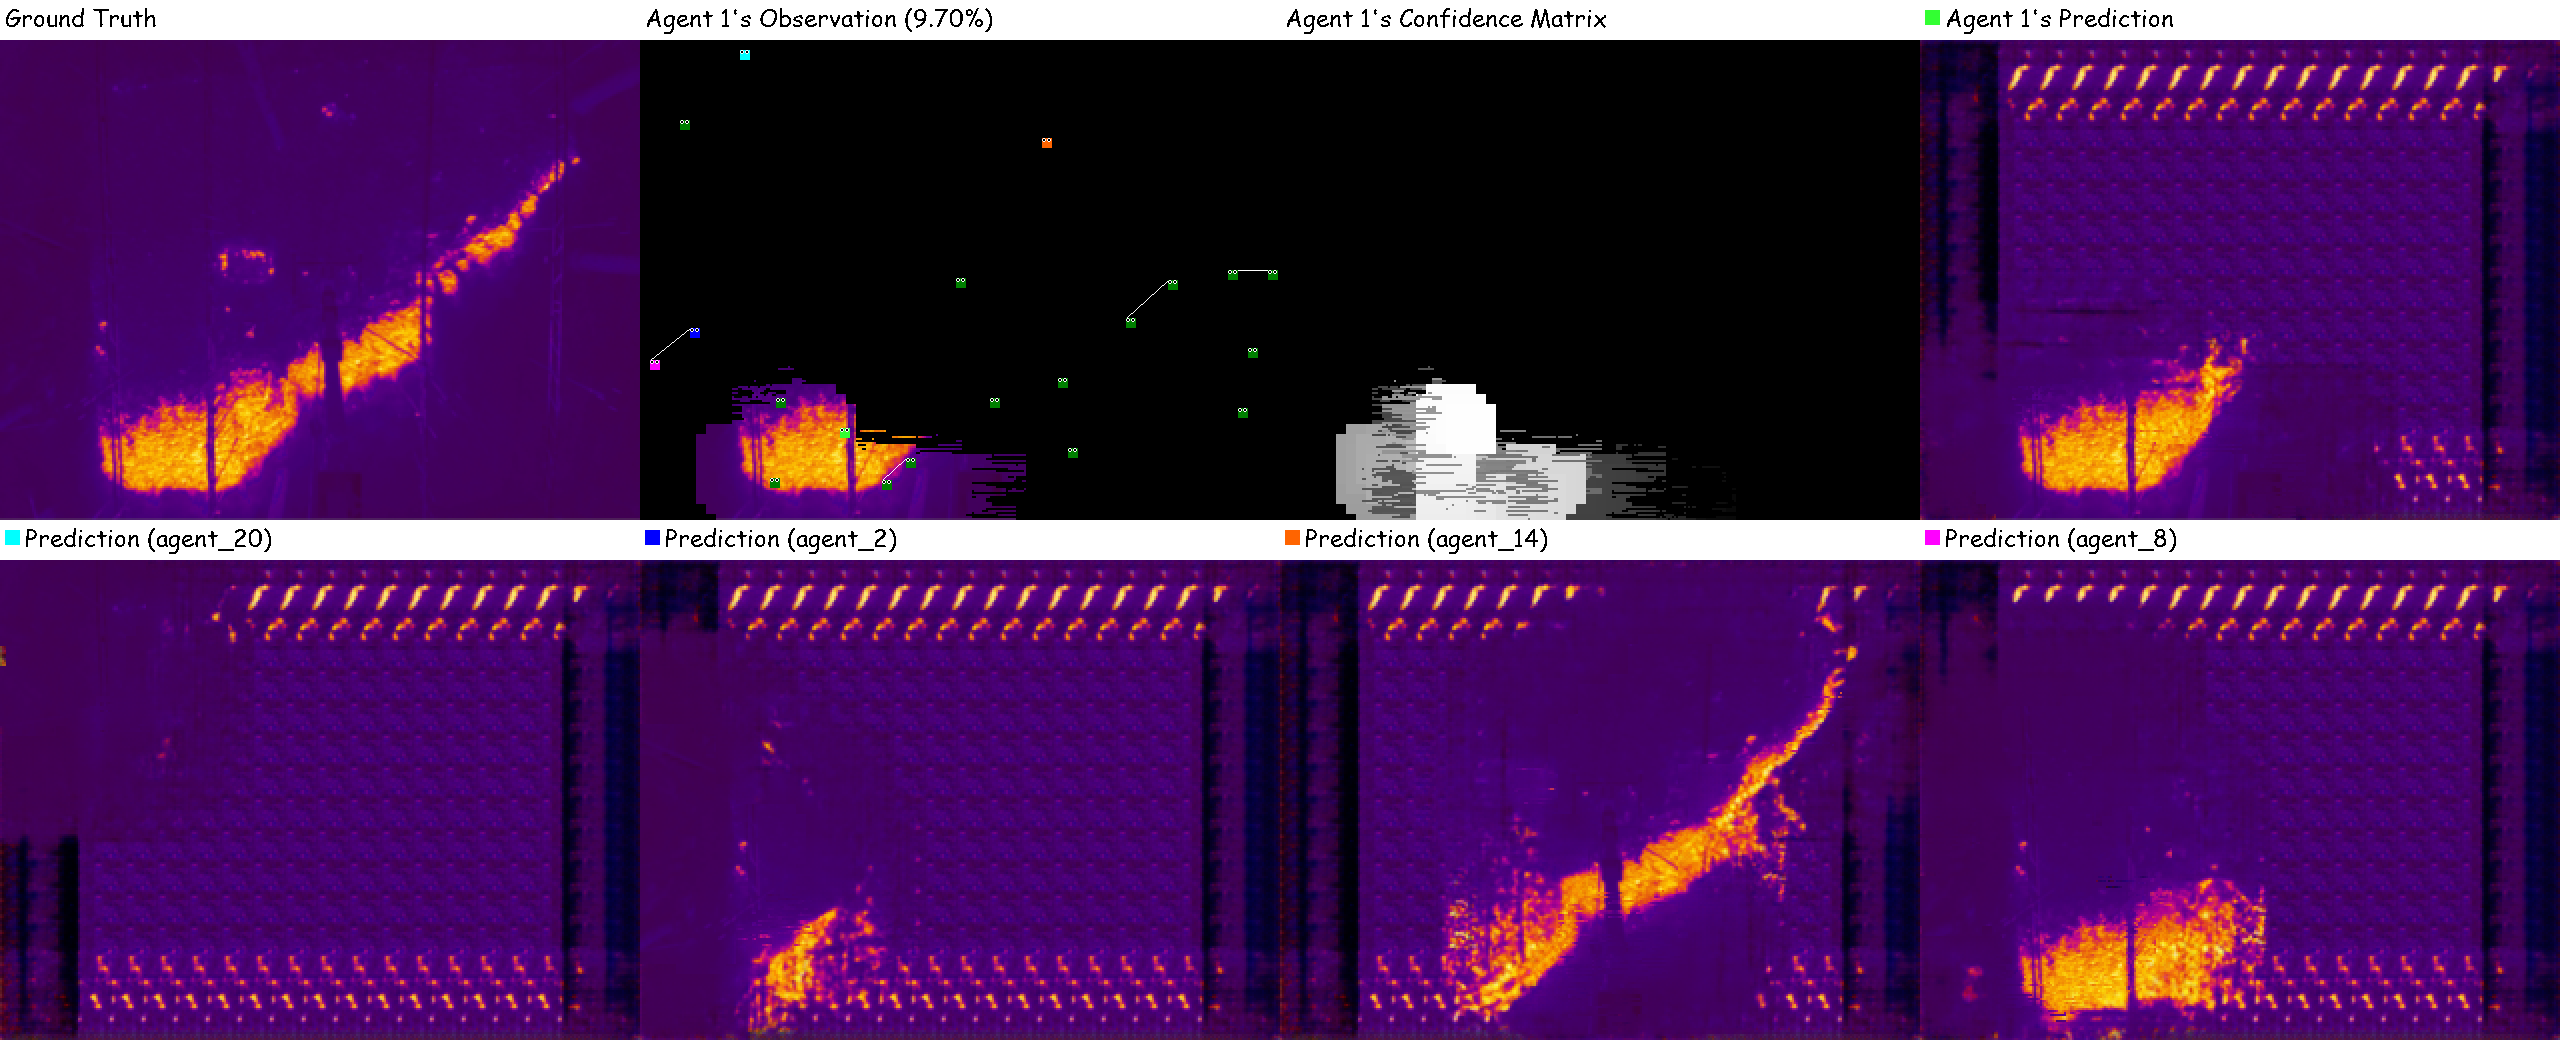 Ground Truth
Agent 1's Observation (9.70%)
Agent 1's Confidence Matrix
Agent 1's Prediction
Prediction (agent_20)
Prediction (agent_2)
Prediction (agent_14)
Prediction (agent_8)